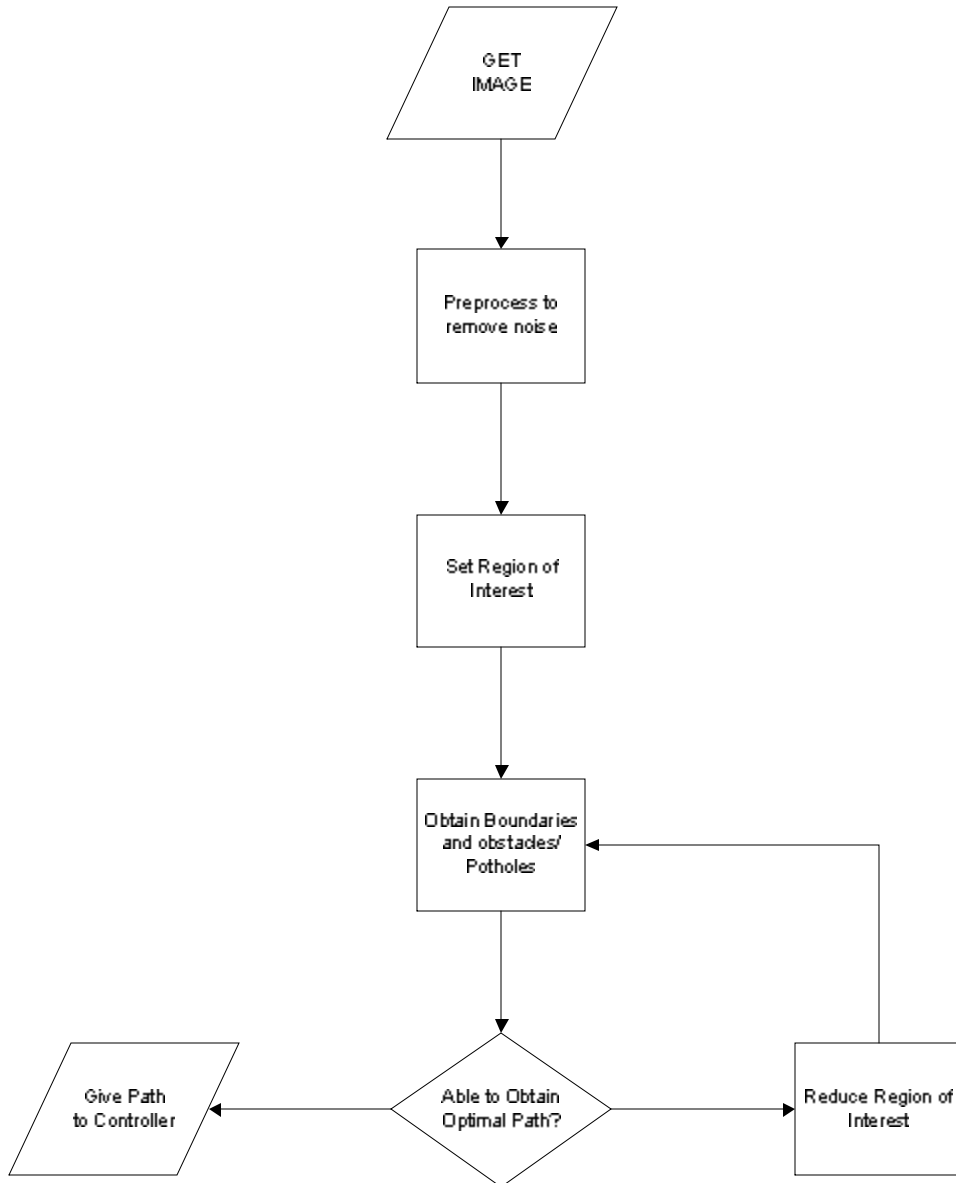 GET
IMAGE
Preprocess to
remove noise
Set Region of
Interest
Obtain Boundaries
and obstacles/
Potholes
Give Path
to Controller
Able to Obtain
Optimal Path?
Reduce Region of
Interest